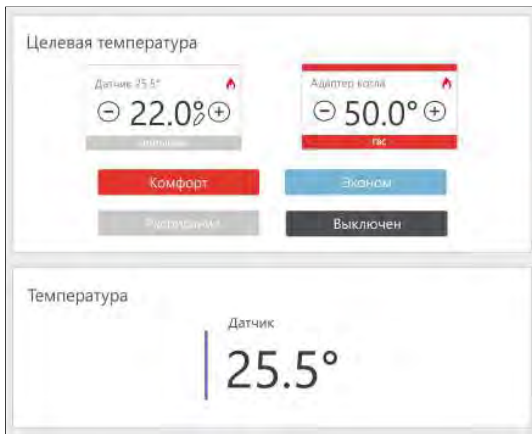 Целевая температура
Датчик 25.5°
22.0°
Адаптер котла
50.0°
ГВС
Комфорт
Эконом
Расписание
Выключен
Температура
Датчик
25.5°